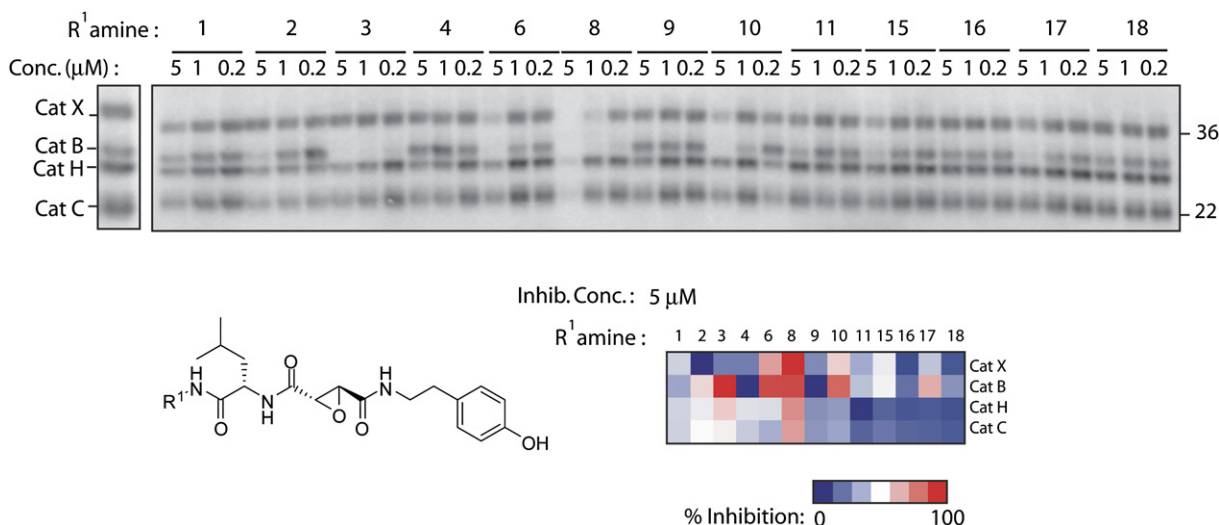 R¹ amine : 1 2 3 4 6 8 9 10 11 15 16 17 18
Conc. (μM) : 5 1 0.2 5 1 0.2 5 1 0.2 5 1 0.2 5 1 0.2 5 1 0.2 5 1 0.2 5 1 0.2 5 1 0.2 5 1 0.2 5 1 0.2 5 1 0.2 5 1 0.2
Cat X
36
Cat B
Cat H
Cat C
22
Inhib. Conc. : 5 μM
R¹ amine : 1 2 3 4 6 8 9 10 11 15 16 17 18
Cat X
Cat B
Cat H
Cat C
O
H
N
R¹
O
N
H
O
O
O
H
N
OH
% Inhibition: 0 100